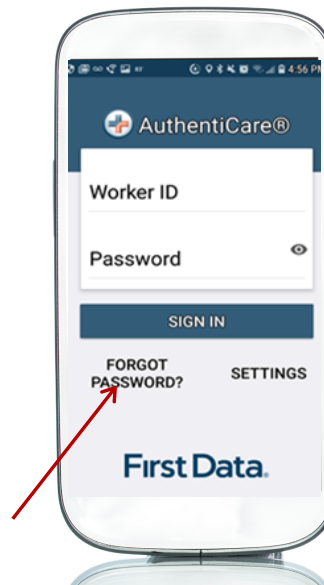 4:56 PM
AuthentiCare®
Worker ID
Password
SIGN IN
FORGOT PASSWORD?
SETTINGS
First Data.